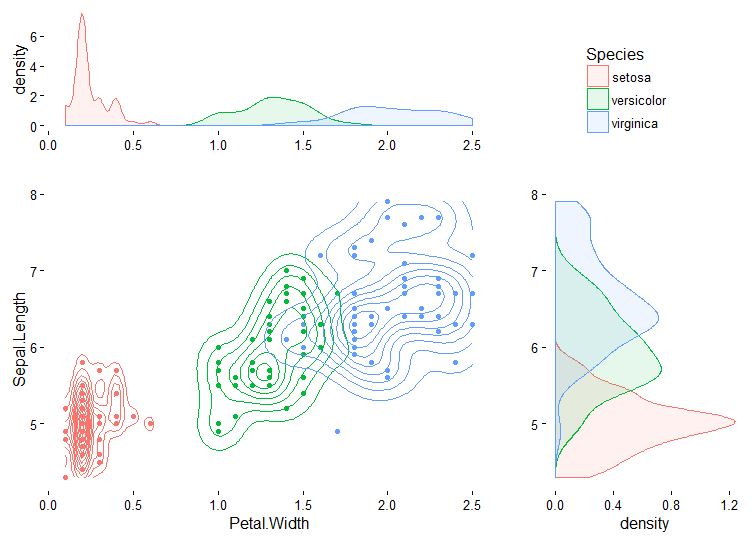 density
6
4
2
0
0.0 0.5 1.0 1.5 2.0 2.5
Species
setosa
versicolor
virginica
Sepal.Length
8
7
6
5
0.0 0.5 1.0 1.5 2.0 2.5
Petal.Width
8
7
6
5
0.0 0.4 0.8 1.2
density